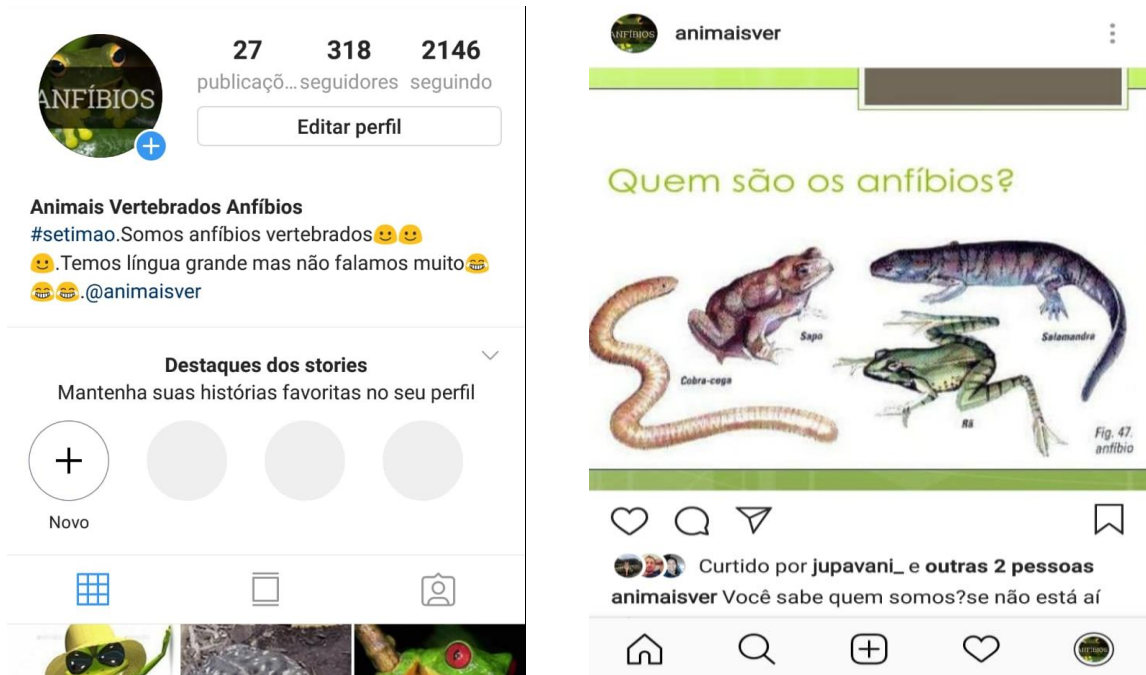 27 318 2146
publicaçõ... seguidores seguindo
ANFÍBIOS
Editar perfil
Animais Vertebrados Anfíbios
#setimao.Somos anfíbios vertebrados🙂🙂
🙂.Temos língua grande mas não falamos muito😂
😂😂.@animaisver
Destaques dos stories
Mantenha suas histórias favoritas no seu perfil
Novo
ANFÍBIOS
animaisver
Quem são os anfíbios?
Sapo
Salamandra
Cobra-cega
Rã
Fig. 47.
anfíbio
Curtido por jupavani_ e outras 2 pessoas
animaisver Você sabe quem somos?se não está aí
ANFÍBIOS